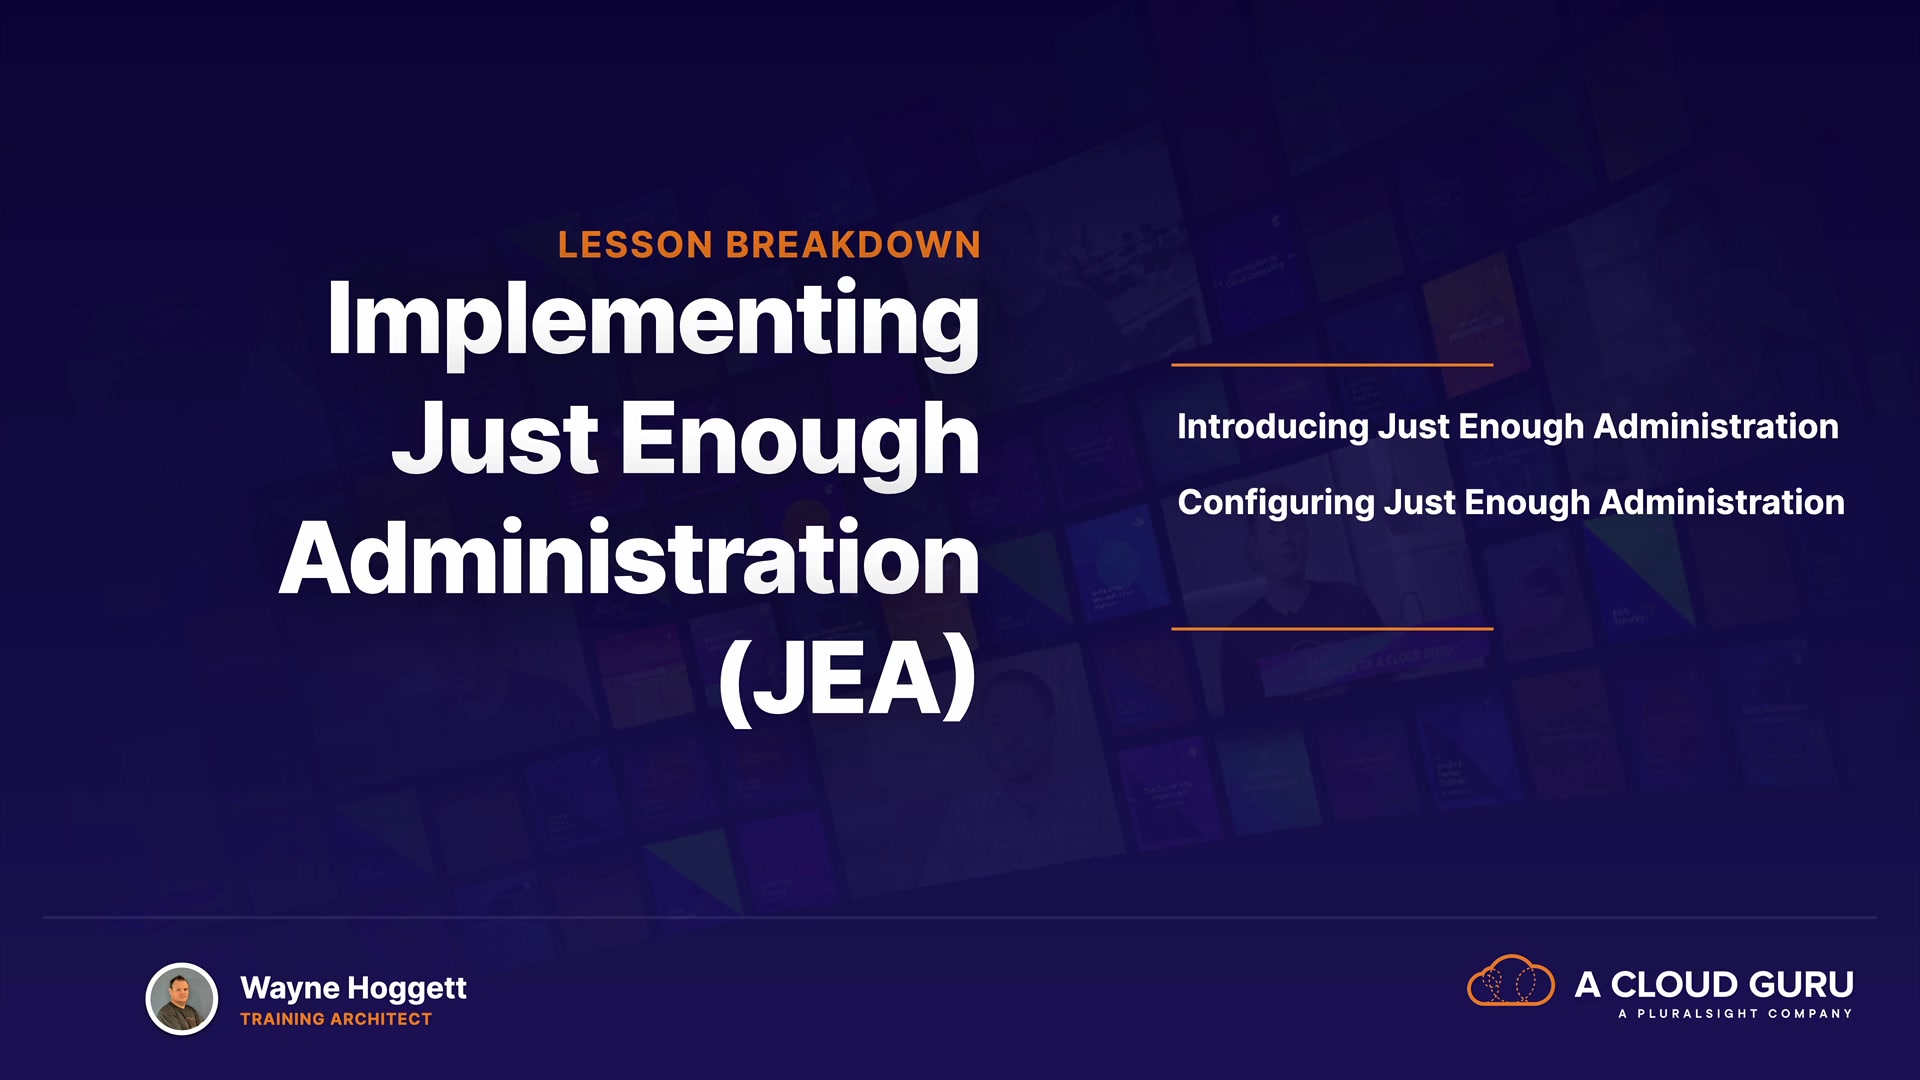 LESSON BREAKDOWN
Implementing
Just Enough
Administration
(JEA)
Introducing Just Enough Administration
Configuring Just Enough Administration
Wayne Hoggett
TRAINING ARCHITECT
A CLOUD GURU
A PLURALSIGHT COMPANY